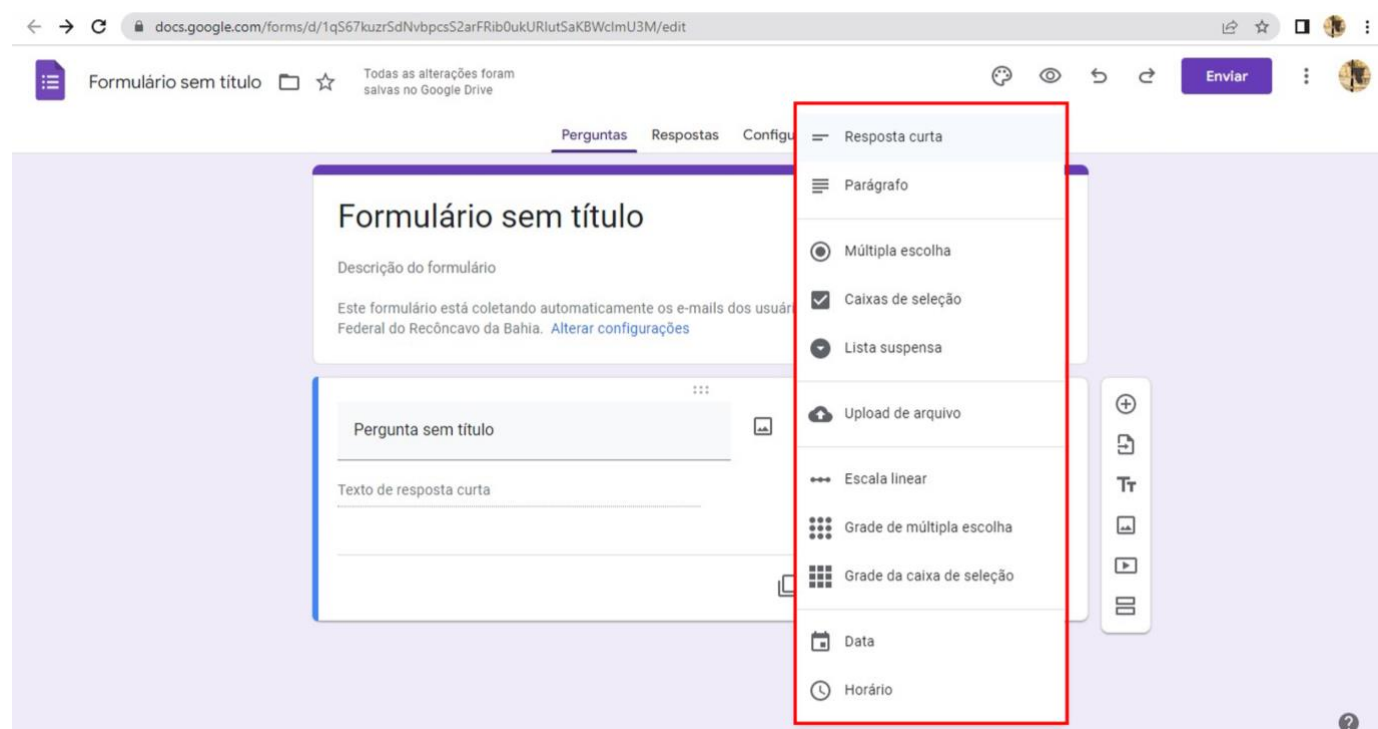 docs.google.com/forms/d/1qS67kuzrSdNvbpcsS2arFRib0ukURlutSaKBWclmU3M/edit
Formulário sem título
Todas as alterações foram
salvas no Google Drive
Enviar
Perguntas Respostas Configu
Formulário sem título
Descrição do formulário
Este formulário está coletando automaticamente os e-mails dos usuári
Federal do Recôncavo da Bahia. Alterar configurações
Pergunta sem título
Texto de resposta curta
Resposta curta
Parágrafo
Múltipla escolha
Caixas de seleção
Lista suspensa
Upload de arquivo
Escala linear
Grade de múltipla escolha
Grade da caixa de seleção
Data
Horário
Tт